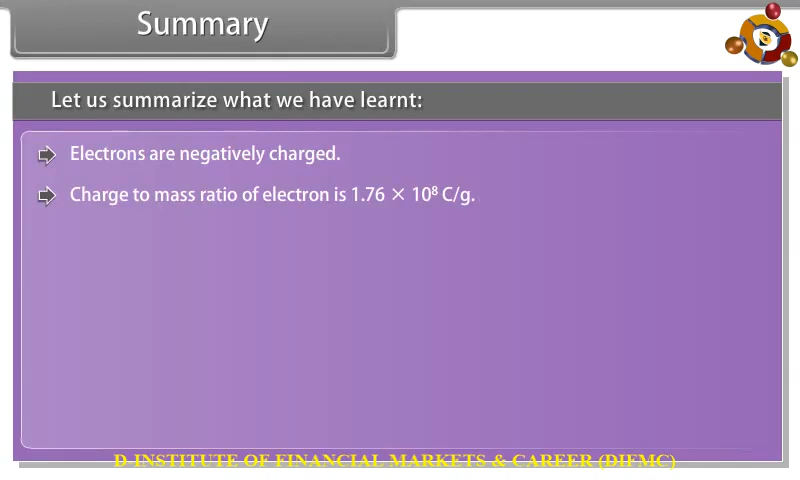 Summary
Let us summarize what we have learnt:
Electrons are negatively charged.
Charge to mass ratio of electron is 1.76 × 10⁸ C/g.
D-INSTITUTE OF FINANCIAL MARKETS & CAREER (DIFMC)